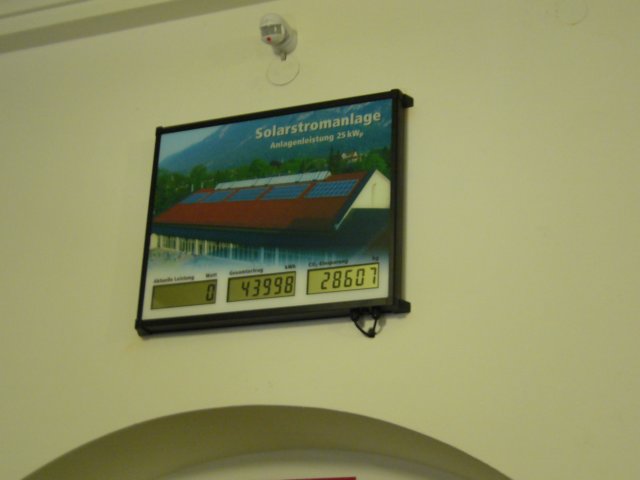 Solarstromanlage
Anlagenleistung 25 kWp
Aktuelle Leistung Watt Gesamtertrag kWh CO2-Einsparung kg
0 43998 28607